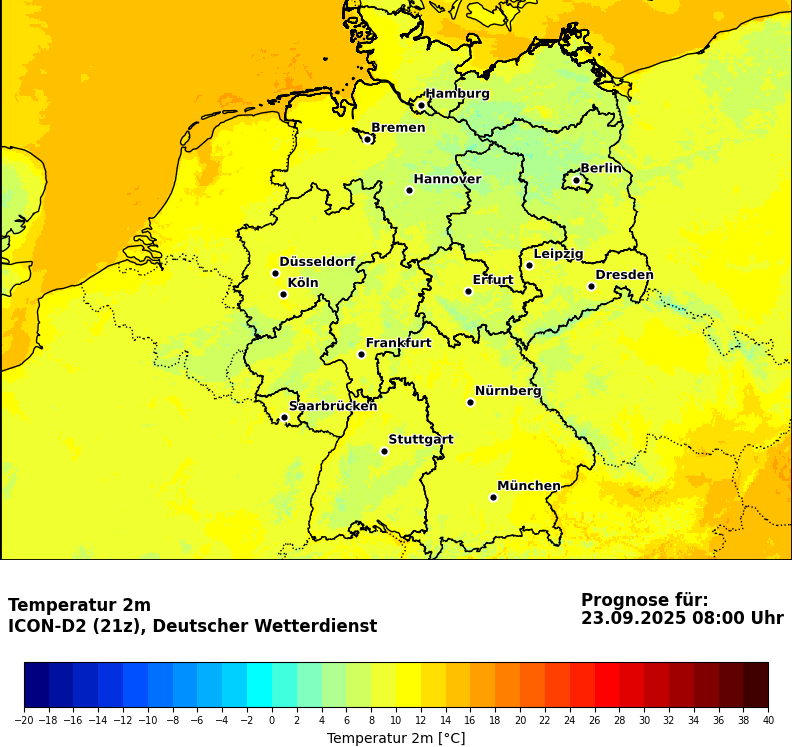 Hamburg
Bremen
Berlin
Hannover
Leipzig
Düsseldorf
Dresden
Erfurt
Köln
Frankfurt
Nürnberg
Saarbrücken
Stuttgart
München
Temperatur 2m
ICON-D2 (21z), Deutscher Wetterdienst
Prognose für:
23.09.2025 08:00 Uhr
−20 −18 −16 −14 −12 −10 −8 −6 −4 −2 0 2 4 6 8 10 12 14 16 18 20 22 24 26 28 30 32 34 36 38 40
Temperatur 2m [°C]